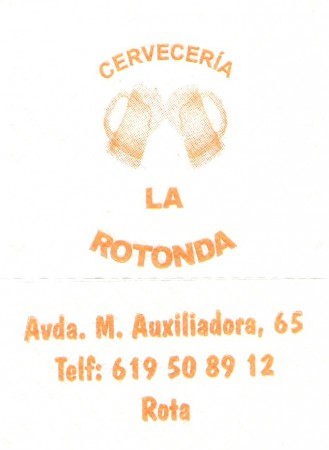 CERVECERÍA
LA
ROTONDA
Avda. M. Auxiliadora, 65
Telf: 619 50 89 12
Rota